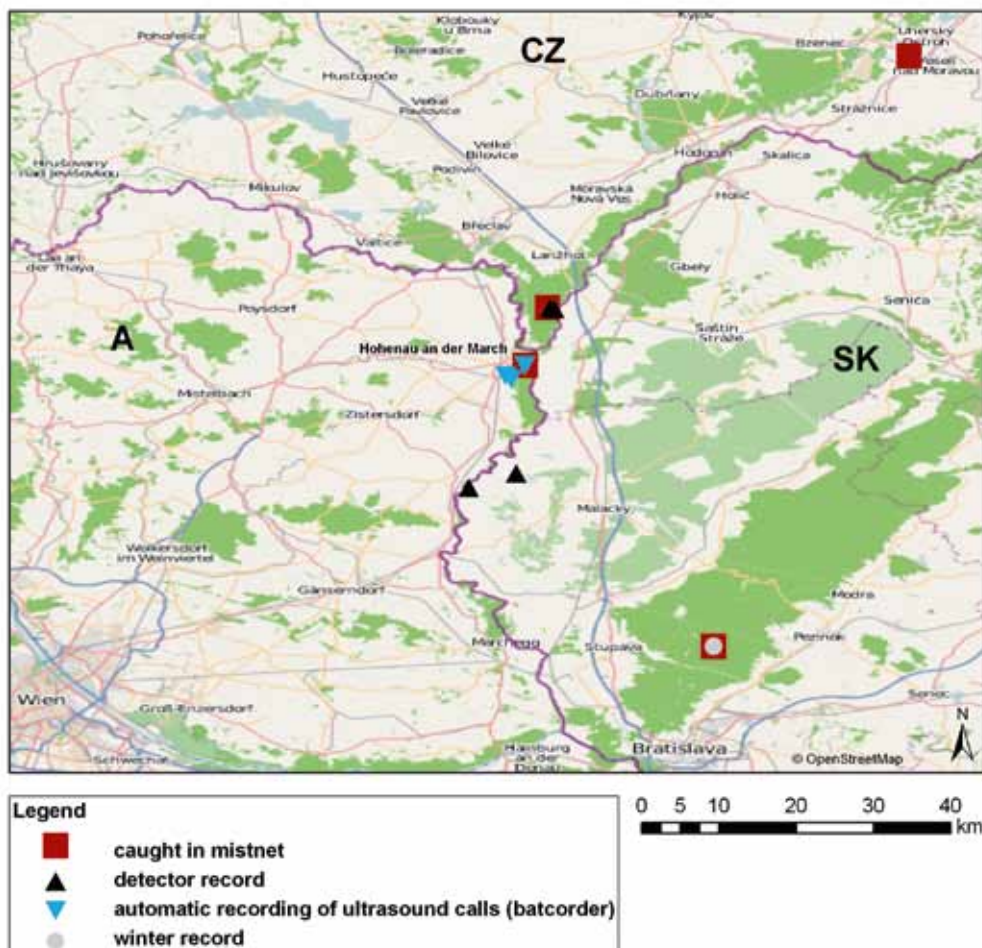 Pohořelice
Klobouky
u Brna
Boleradice
CZ
Kyjov
Bzenec
Uherský
Ostroh
Veselí
nad Moravou
Hustopeče
Velké
Pavlovice
Dubňany
Strážnice
Hrušovany
nad Jevišovkou
Velké
Bílovice
Podivín
Hodonín
Skalica
Mikulov
Moravská
Nová Ves
Holíč
Valtice
Břeclav
Lanžhot
Laa an
der Thaya
Gbely
Poysdorf
Senica
A
Šaštín
Stráže
Hohenau an der March
SK
Mistelbach
Zistersdorf
Malacky
Wolkersdorf
im Weinviertel
Gänserndorf
Modra
Marchegg
Stupava
Pezinok
Wien
Senec
Groß-Enzersdorf
N
Schwechat
Hainburg
an der
Donau
Bratislava
© OpenStreetMap
Legend
caught in mistnet
detector record
automatic recording of ultrasound calls (batcorder)
winter record
0 5 10 20 30 40
km